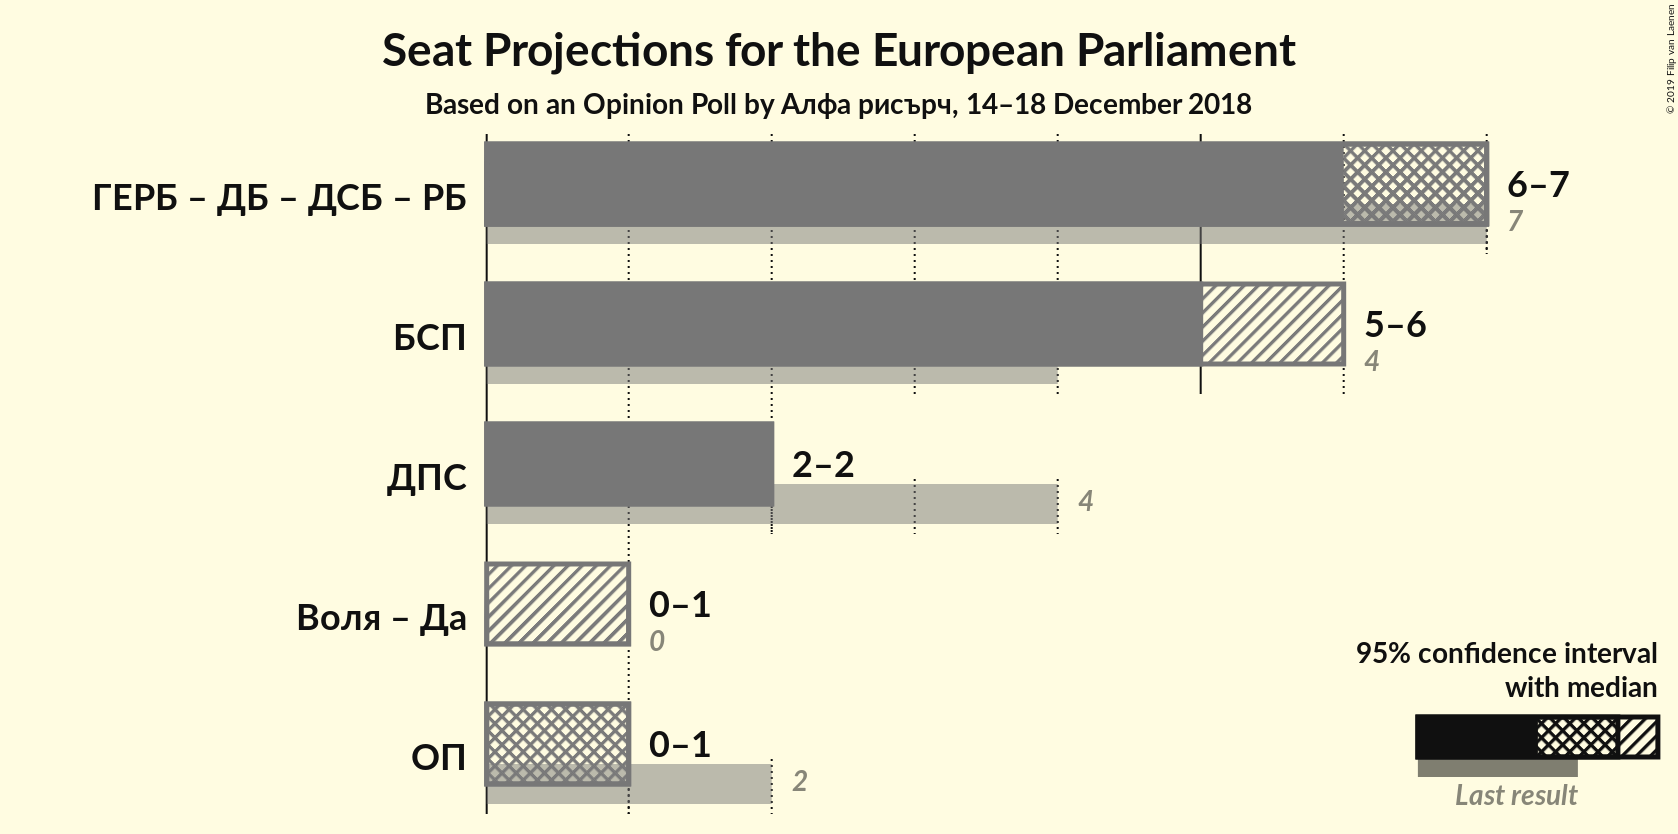 Seat Projections for the European Parliament
Based on an Opinion Poll by Алфа рисърч, 14–18 December 2018
© 2019 Filip van Laenen
ГЕРБ – ДБ – ДСБ – РБ
6–7
7
БСП
5–6
4
ДПС
2–2
4
Воля – Да
0–1
0
ОП
0–1
2
95% confidence interval
with median
Last result